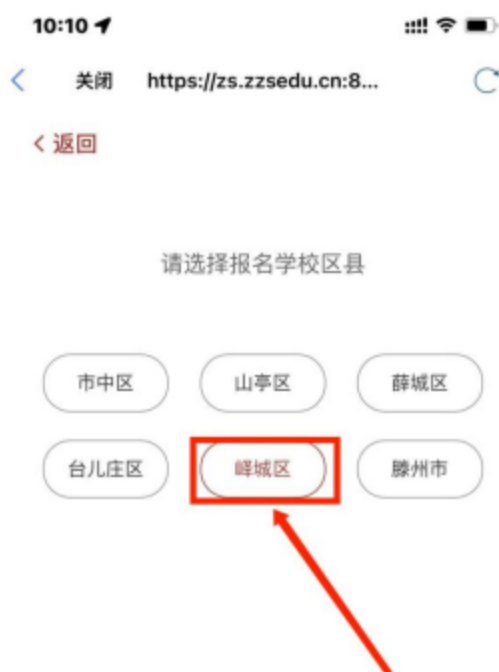 10:10
关闭 https://zs.zzsedu.cn:8...
返回
请选择报名学校区县
市中区 山亭区 薛城区
台儿庄区 峄城区 滕州市